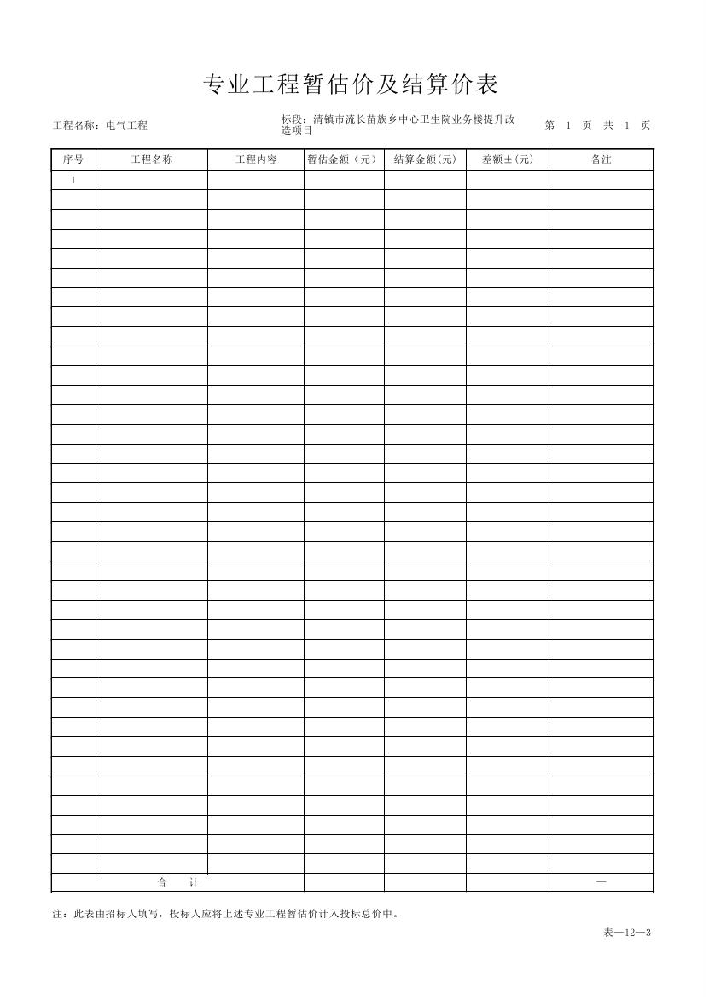 专业工程暂估价及结算价表
工程名称：电气工程
标段：清镇市流长苗族乡中心卫生院业务楼提升改
造项目
第 1 页 共 1 页
序号 工程名称 工程内容 暂估金额（元） 结算金额(元) 差额±(元) 备注
1
合 计 —
注：此表由招标人填写，投标人应将上述专业工程暂估价计入投标总价中。
表—12—3